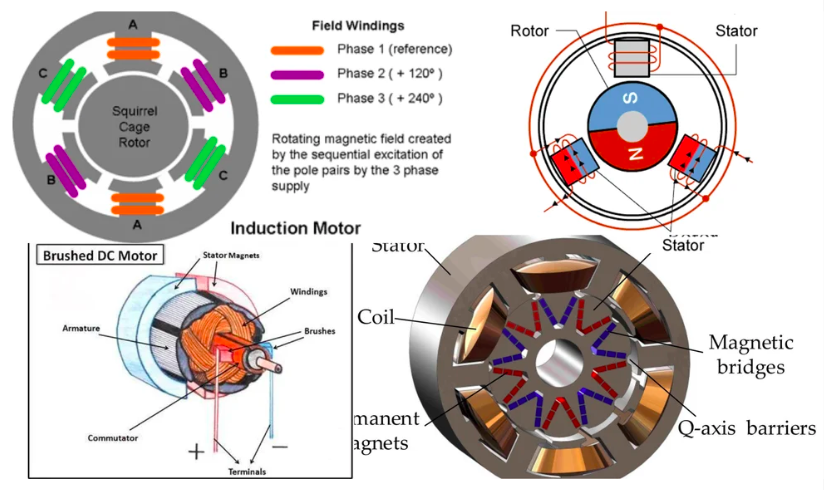 A
C
B
Squirrel
Cage
Rotor
B
C
A
Field Windings
Phase 1 (reference)
Phase 2 ( + 120º )
Phase 3 ( + 240º )
Rotating magnetic field created
by the sequential excitation of
the pole pairs by the 3 phase
supply
Induction Motor
Rotor
Stator
S
N
Stator
Brushed DC Motor
Stator Magnets
Windings
Brushes
Armature
Commutator
+
−
Terminals
Stator
Coil
Magnetic
bridges
manent
agnets
Q-axis barriers